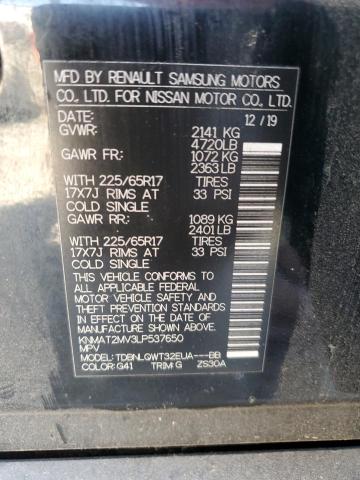 MFD BY RENAULT SAMSUNG MOTORS
CO., LTD. FOR NISSAN MOTOR CO., LTD.
DATE: 12 / 19
GVWR: 2141 KG
4720LB
GAWR FR: 1072 KG
2363 LB
WITH 225/65R17 TIRES
17X7J RIMS AT 33 PSI
COLD SINGLE
GAWR RR: 1089 KG
2401 LB
WITH 225/65R17 TIRES
17X7J RIMS AT 33 PSI
COLD SINGLE
THIS VEHICLE CONFORMS TO
ALL APPLICABLE FEDERAL
MOTOR VEHICLE SAFETY AND
THEFT PREVENTION STANDARDS
IN EFFECT ON THE DATE OF
MANUFACTURE SHOWN ABOVE.
KNMAT2MV3LP537650
MPV
MODEL: TDBNLQWT32EUA---BB
COLOR: G41 TRIM: G ZS30A